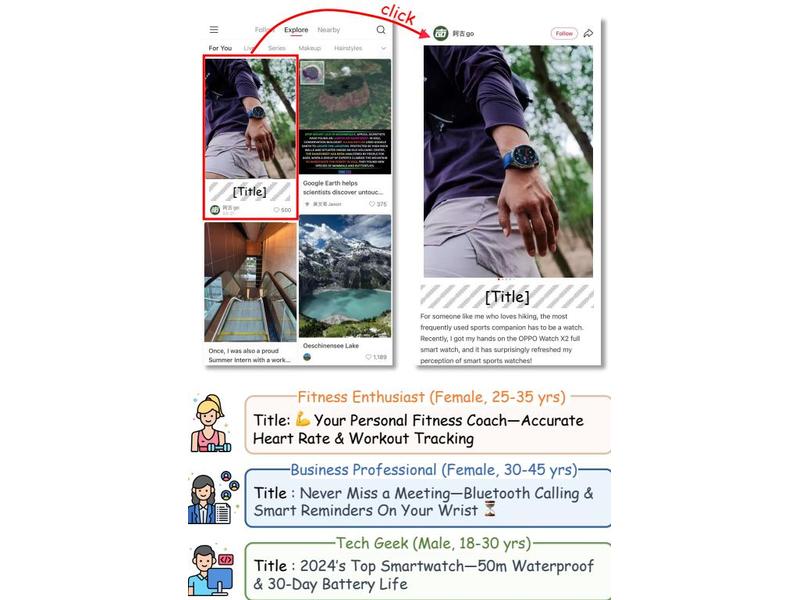 click
Follow Explore Nearby
For You Live Series Makeup Hairstyles
[Title]
阿古 go
500
Google Earth helps
scientists discover untouc...
Jason
375
Once, I was also a proud
Summer Intern with a work...
Oeschinensee Lake
1,189
阿古 go
Follow
[Title]
For someone like me who loves hiking, the most
frequently used sports companion has to be a watch.
Recently, I got my hands on the OPPO Watch X2 full
smart watch, and it has surprisingly refreshed my
perception of smart sports watches!
Fitness Enthusiast (Female, 25-35 yrs)
Title: 💪 Your Personal Fitness Coach—Accurate
Heart Rate & Workout Tracking
Business Professional (Female, 30-45 yrs)
Title : Never Miss a Meeting—Bluetooth Calling &
Smart Reminders On Your Wrist ⏳
Tech Geek (Male, 18-30 yrs)
Title : 2024's Top Smartwatch—50m Waterproof
& 30-Day Battery Life